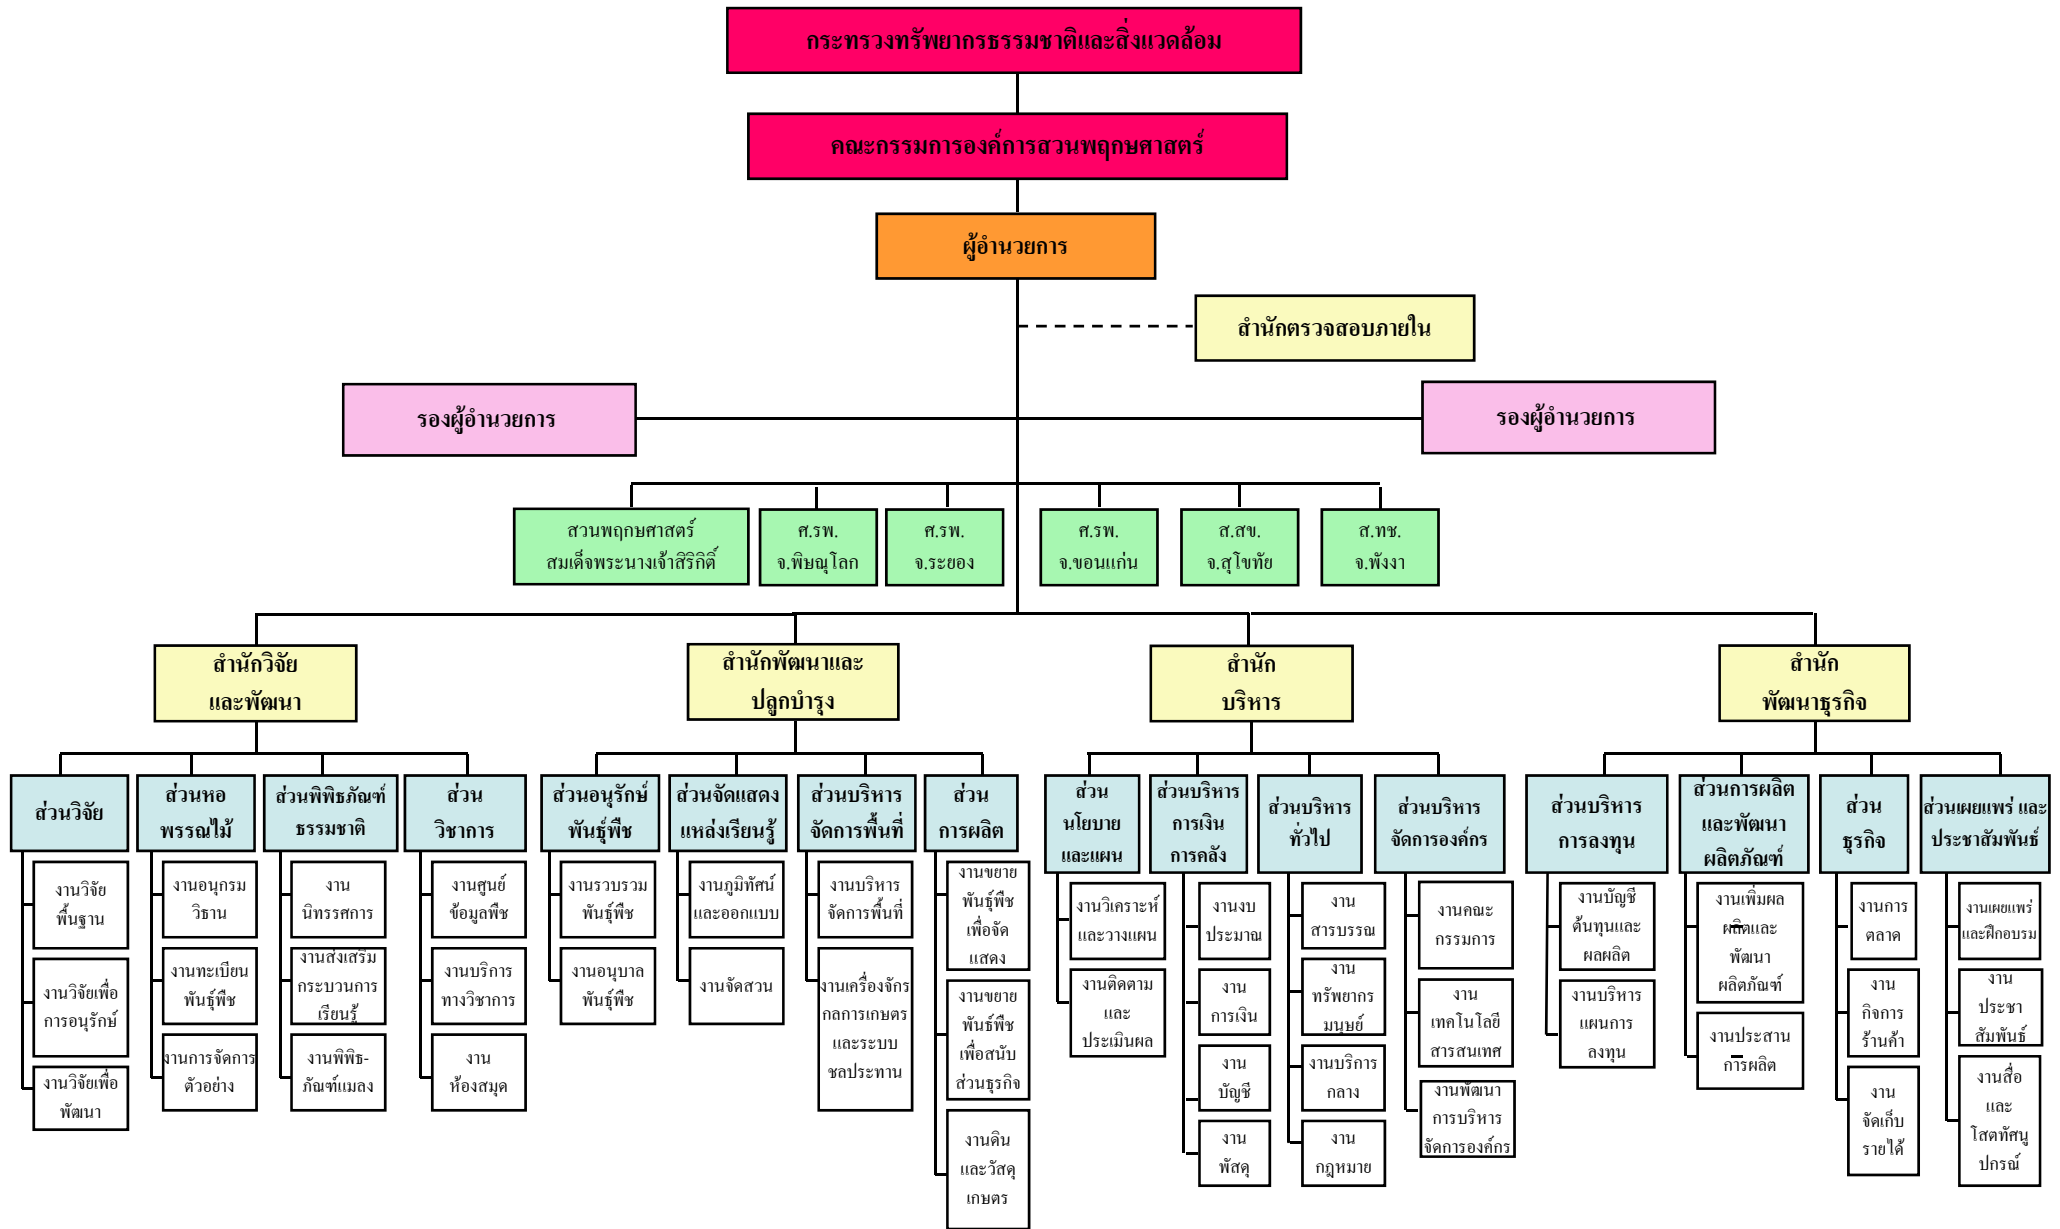 กระทรวงทรัพยากรธรรมชาติและสิ่งแวดล้อม
คณะกรรมการองค์การสวนพฤกษศาสตร์
ผู้อำนวยการ
สำนักตรวจสอบภายใน
รองผู้อำนวยการ
รองผู้อำนวยการ
สวนพฤกษศาสตร์
สมเด็จพระนางเจ้าสิริกิติ์
ศ.รพ.
จ.พิษณุโลก
ศ.รพ.
จ.ระยอง
ศ.รพ.
จ.ขอนแก่น
ส.สข.
จ.สุโขทัย
ส.ทช.
จ.พังงา
สำนักวิจัย
และพัฒนา
สำนักพัฒนาและ
ปลูกบำรุง
สำนัก
บริหาร
สำนัก
พัฒนาธุรกิจ
ส่วนวิจัย
ส่วนหอ
พรรณไม้
ส่วนพิพิธภัณฑ์
ธรรมชาติ
ส่วน
วิชาการ
ส่วนอนุรักษ์
พันธุ์พืช
ส่วนจัดแสดง
แหล่งเรียนรู้
ส่วนบริหาร
จัดการพื้นที่
ส่วน
การผลิต
ส่วน
นโยบาย
และแผน
ส่วนบริหาร
การเงิน
การคลัง
ส่วนบริหาร
ทั่วไป
ส่วนบริหาร
จัดการองค์กร
ส่วนบริหาร
การลงทุน
ส่วนการผลิต
และพัฒนา
ผลิตภัณฑ์
ส่วน
ธุรกิจ
ส่วนเผยแพร่ และ
ประชาสัมพันธ์
งานวิจัย
พื้นฐาน
งานวิจัยเพื่อ
การอนุรักษ์
งานวิจัยเพื่อ
พัฒนา
งานอนุกรม
วิธาน
งานทะเบียน
พันธุ์พืช
งานการจัดการ
ตัวอย่าง
งาน
นิทรรศการ
งานส่งเสริม
กระบวนการ
เรียนรู้
งานพิพิธ-
ภัณฑ์แมลง
งานศูนย์
ข้อมูลพืช
งานบริการ
ทางวิชาการ
งาน
ห้องสมุด
งานรวบรวม
พันธุ์พืช
งานอนุบาล
พันธุ์พืช
งานภูมิทัศน์
และออกแบบ
งานจัดสวน
งานบริหาร
จัดการพื้นที่
งานเครื่องจักร
กลการเกษตร
และระบบ
ชลประทาน
งานขยาย
พันธุ์พืช
เพื่อจัด
แสดง
งานขยาย
พันธ์พืช
เพื่อสนับ
ส่วนธุรกิจ
งานดิน
และวัสดุ
เกษตร
งานวิเคราะห์
และวางแผน
งานติดตาม
และ
ประเมินผล
งานงบ
ประมาณ
งาน
การเงิน
งาน
บัญชี
งาน
พัสดุ
งาน
สารบรรณ
งาน
ทรัพยากร
มนุษย์
งานบริการ
กลาง
งาน
กฎหมาย
งานคณะ
กรรมการ
งาน
เทคโนโลยี
สารสนเทศ
งานพัฒนา
การบริหาร
จัดการองค์กร
งานบัญชี
ต้นทุนและ
ผลผลิต
งานบริหาร
แผนการ
ลงทุน
งานเพิ่มผล
ผลิตและ
พัฒนา
ผลิตภัณฑ์
งานประสาน
การผลิต
งานการ
ตลาด
งาน
กิจการ
ร้านค้า
งาน
จัดเก็บ
รายได้
งานเผยแพร่
และฝึกอบรม
งาน
ประชา
สัมพันธ์
งานสื่อ
และ
โสตทัศนู
ปกรณ์